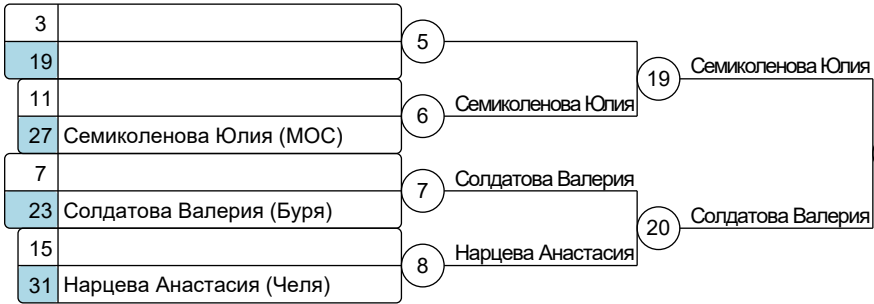 3
5
19
19
Семиколенова Юлия
11
6
Семиколенова Юлия
27 Семиколенова Юлия (МОС)
7
7
Солдатова Валерия
23 Солдатова Валерия (Буря)
20
Солдатова Валерия
15
8
Нарцева Анастасия
31 Нарцева Анастасия (Челя)